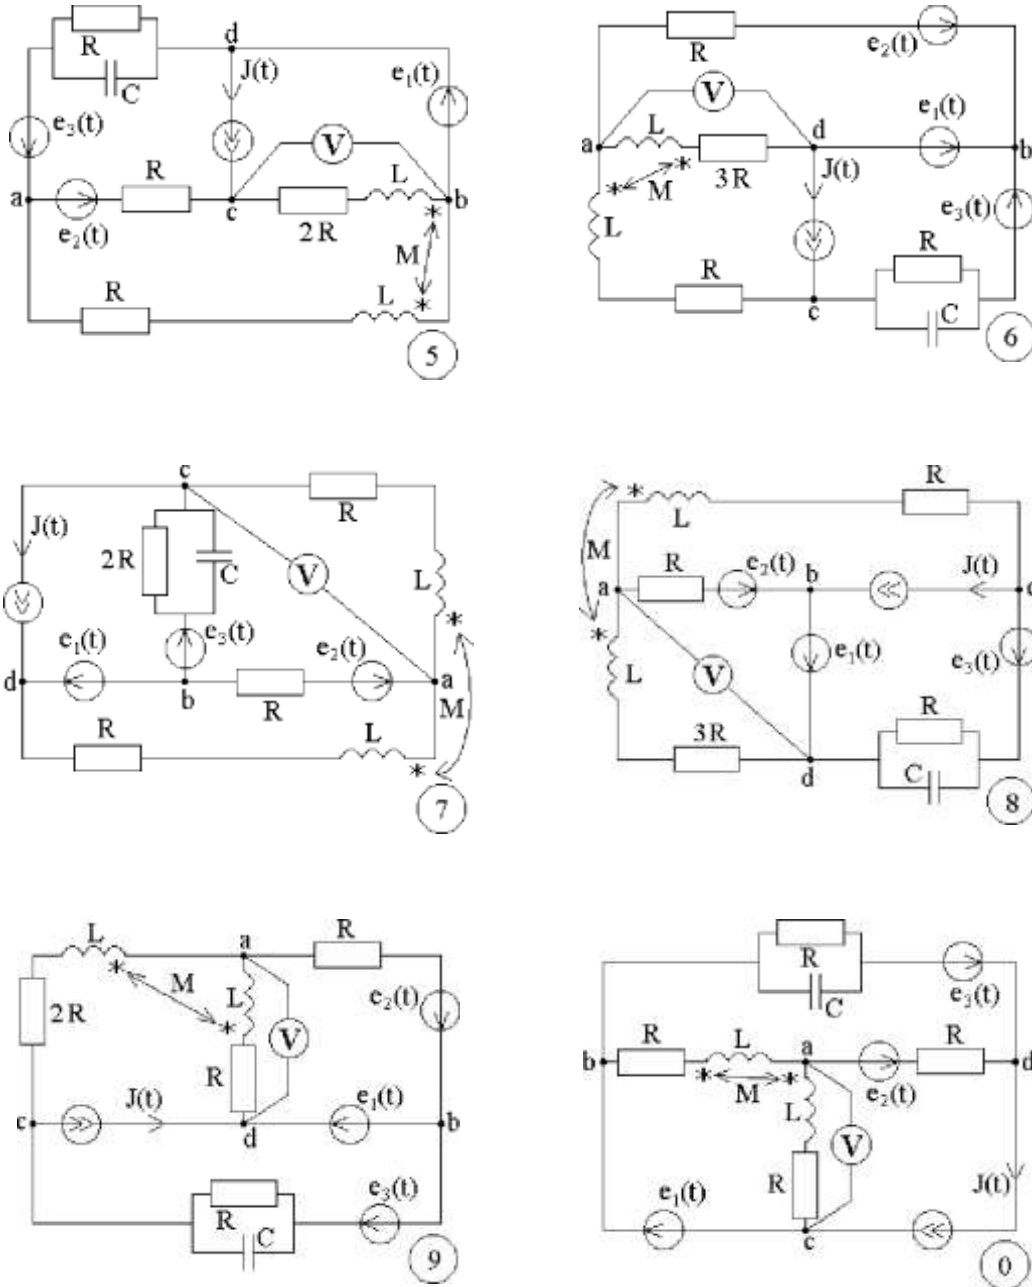 R
C
d
J(t)
e₁(t)
e₃(t)
V
R
L
a
c
b
e₂(t)
2R
*
M
R
L
*
5
R
e₂(t)
V
e₁(t)
L
d
a
b
* M *
3R
J(t)
L
e₃(t)
R
R
c
C
6
c
R
J(t)
2R
C
L
V
*
e₁(t)
e₃(t)
e₂(t)
d
b
a
R
M
R
L
*
7
*
L
R
M
R
e₂(t)
b
J(t)
a
*
e₁(t)
e₃(t)
L
V
3R
R
d
C
8
L
a
R
*
M
2R
*
L
e₂(t)
V
R
J(t)
e₁(t)
c
d
b
R
C
e₃(t)
9
R
C
e₃(t)
R
L
a
R
b
d
* M *
e₂(t)
L
V
R
e₁(t)
J(t)
c
0